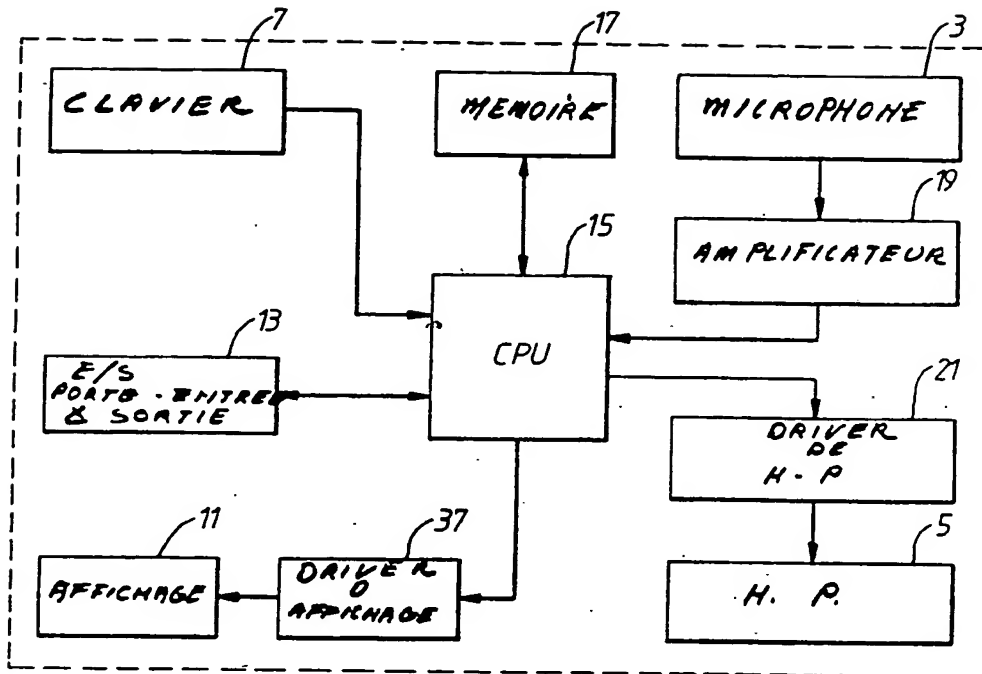 7
CLAVIER
17
MEMOIRE
3
MICROPHONE
19
AMPLIFICATEUR
15
CPU
13
E/S
PORTE - ENTREE
& SORTIE
21
DRIVER
DE
H - P
11
AFFICHAGE
37
DRIVER
D
AFFICHAGE
5
H. P.